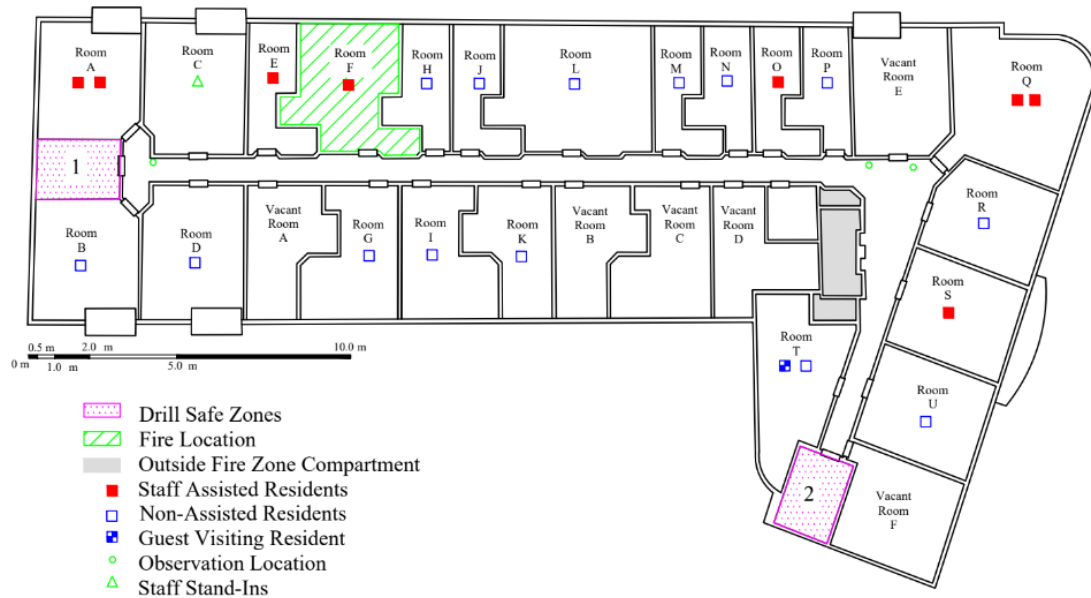 Room
A
Room
C
Room
E
Room
F
Room
H
Room
J
Room
L
Room
M
Room
N
Room
O
Room
P
Vacant
Room
E
Room
Q
1
Room
B
Room
D
Vacant
Room
A
Room
G
Room
I
Room
K
Vacant
Room
B
Vacant
Room
C
Vacant
Room
D
Room
R
Room
S
Room
T
Room
U
2
Vacant
Room
F
0.5 m 2.0 m 10.0 m
0 m 1.0 m 5.0 m
Drill Safe Zones
Fire Location
Outside Fire Zone Compartment
Staff Assisted Residents
Non-Assisted Residents
Guest Visiting Resident
Observation Location
Staff Stand-Ins